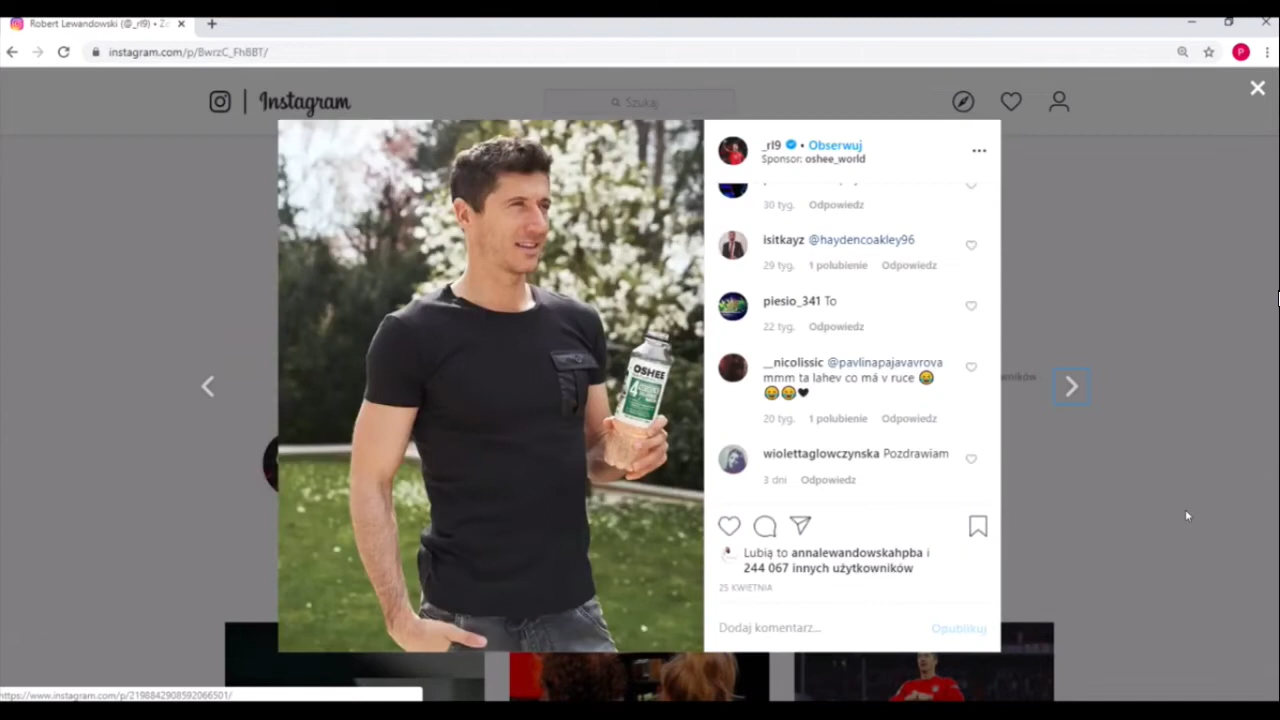 Robert Lewandowski (@_rl9) • Zd
instagram.com/p/BwrzC_FhBBT/
P
Instagram
Szukaj
_rl9 • Obserwuj
Sponsor: oshee_world
30 tyg. Odpowiedz
isitkayz @haydencoakley96
29 tyg. 1 polubienie Odpowiedz
piesio_341 To
22 tyg. Odpowiedz
__nicolissic @pavlinapajavavrova
mmm ta lahev co má v ruce 😂
😂😂🖤
20 tyg. 1 polubienie Odpowiedz
wiolettaglowczynska Pozdrawiam
3 dni Odpowiedz
OSHEE
4
Lubią to annalewandowskahpba i
244 067 innych użytkowników
25 KWIETNIA
Dodaj komentarz... Opublikuj
https://www.instagram.com/p/2198842908592066501/